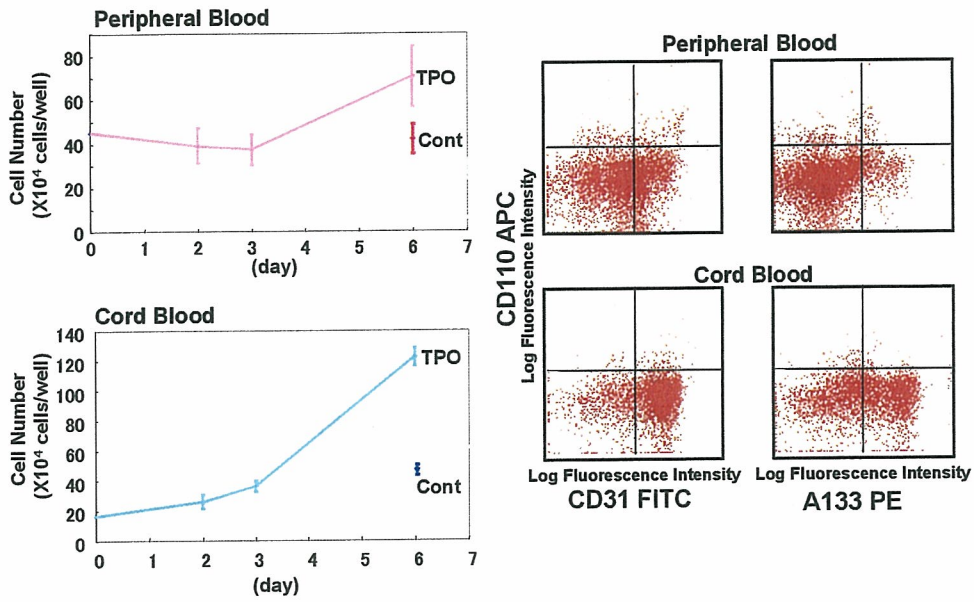 Peripheral Blood
80
60
40
20
0
Cell Number
(X10⁴ cells/well)
TPO
Cont
0 1 2 3 4 5 6 7
(day)
Cord Blood
140
120
100
80
60
40
20
0
Cell Number
(X10⁴ cells/well)
TPO
Cont
0 1 2 3 4 5 6 7
(day)
Peripheral Blood
CD110 APC
Log Fluorescence Intensity
Cord Blood
Log Fluorescence Intensity Log Fluorescence Intensity
CD31 FITC A133 PE